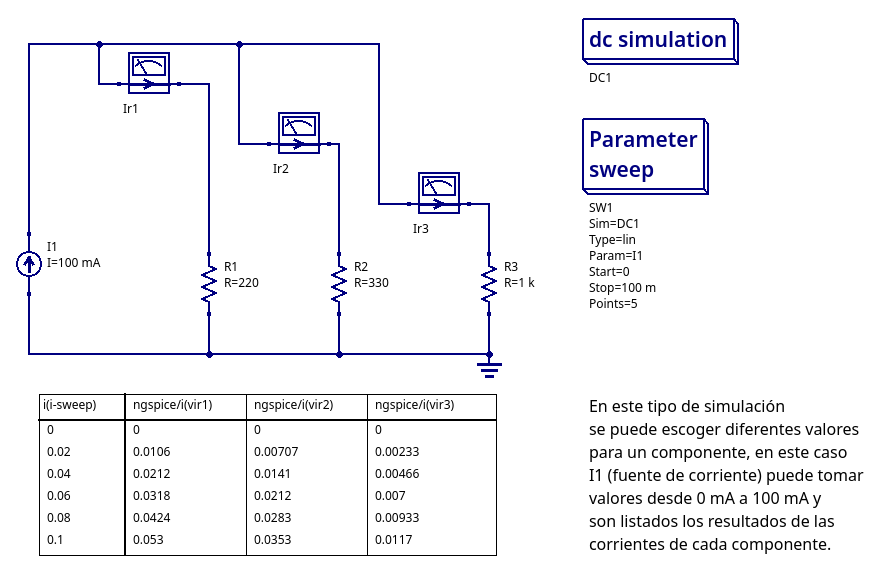 dc simulation
DC1
Ir1
Ir2
Ir3
Parameter
sweep
SW1
Sim=DC1
Type=lin
Param=I1
Start=0
Stop=100 m
Points=5
I1
I=100 mA
R1
R=220
R2
R=330
R3
R=1 k
i(i-sweep) ngspice/i(vir1) ngspice/i(vir2) ngspice/i(vir3)
0 0 0 0
0.02 0.0106 0.00707 0.00233
0.04 0.0212 0.0141 0.00466
0.06 0.0318 0.0212 0.007
0.08 0.0424 0.0283 0.00933
0.1 0.053 0.0353 0.0117
En este tipo de simulación
se puede escoger diferentes valores
para un componente, en este caso
I1 (fuente de corriente) puede tomar
valores desde 0 mA a 100 mA y
son listados los resultados de las
corrientes de cada componente.